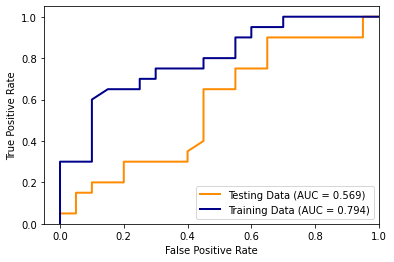 1.0
0.8
0.6
0.4
0.2
0.0
True Positive Rate
Testing Data (AUC = 0.569)
Training Data (AUC = 0.794)
0.0 0.2 0.4 0.6 0.8 1.0
False Positive Rate